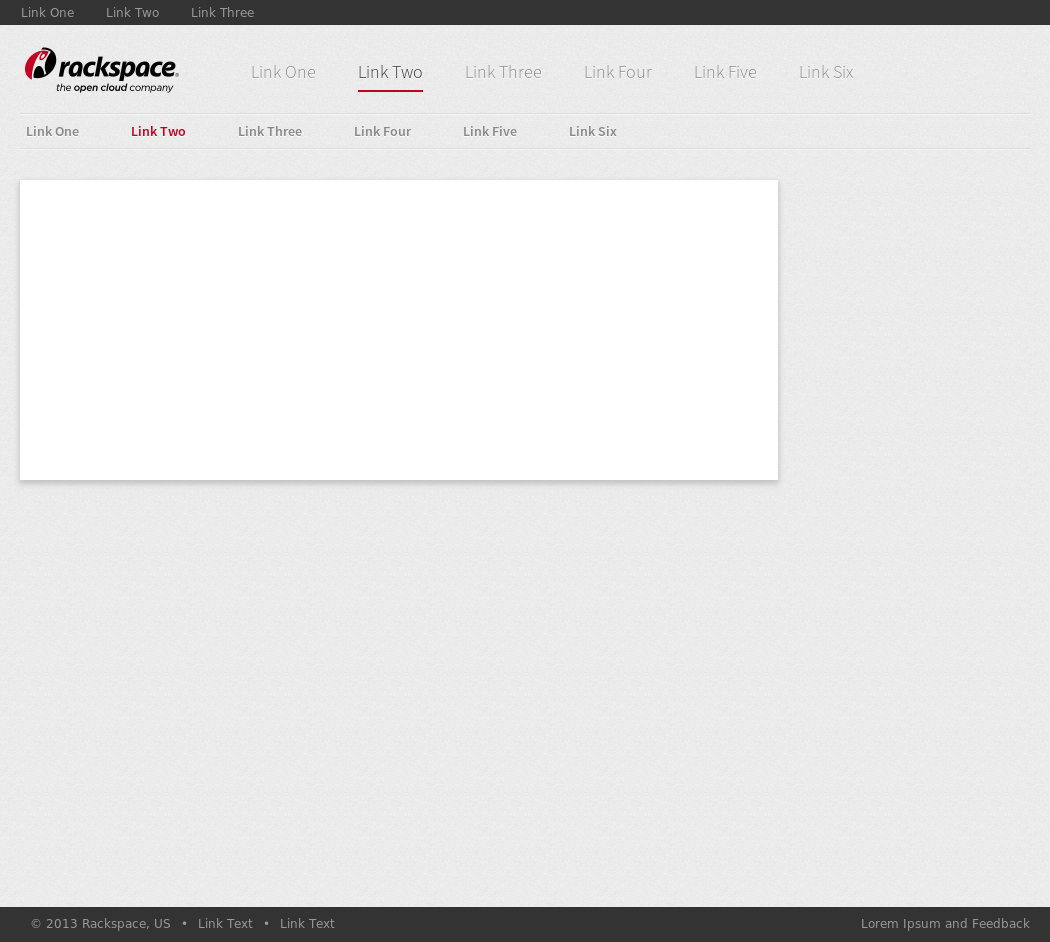 Link One Link Two Link Three
rackspace®
the open cloud company
Link One Link Two Link Three Link Four Link Five Link Six
Link One Link Two Link Three Link Four Link Five Link Six
© 2013 Rackspace, US • Link Text • Link Text Lorem Ipsum and Feedback